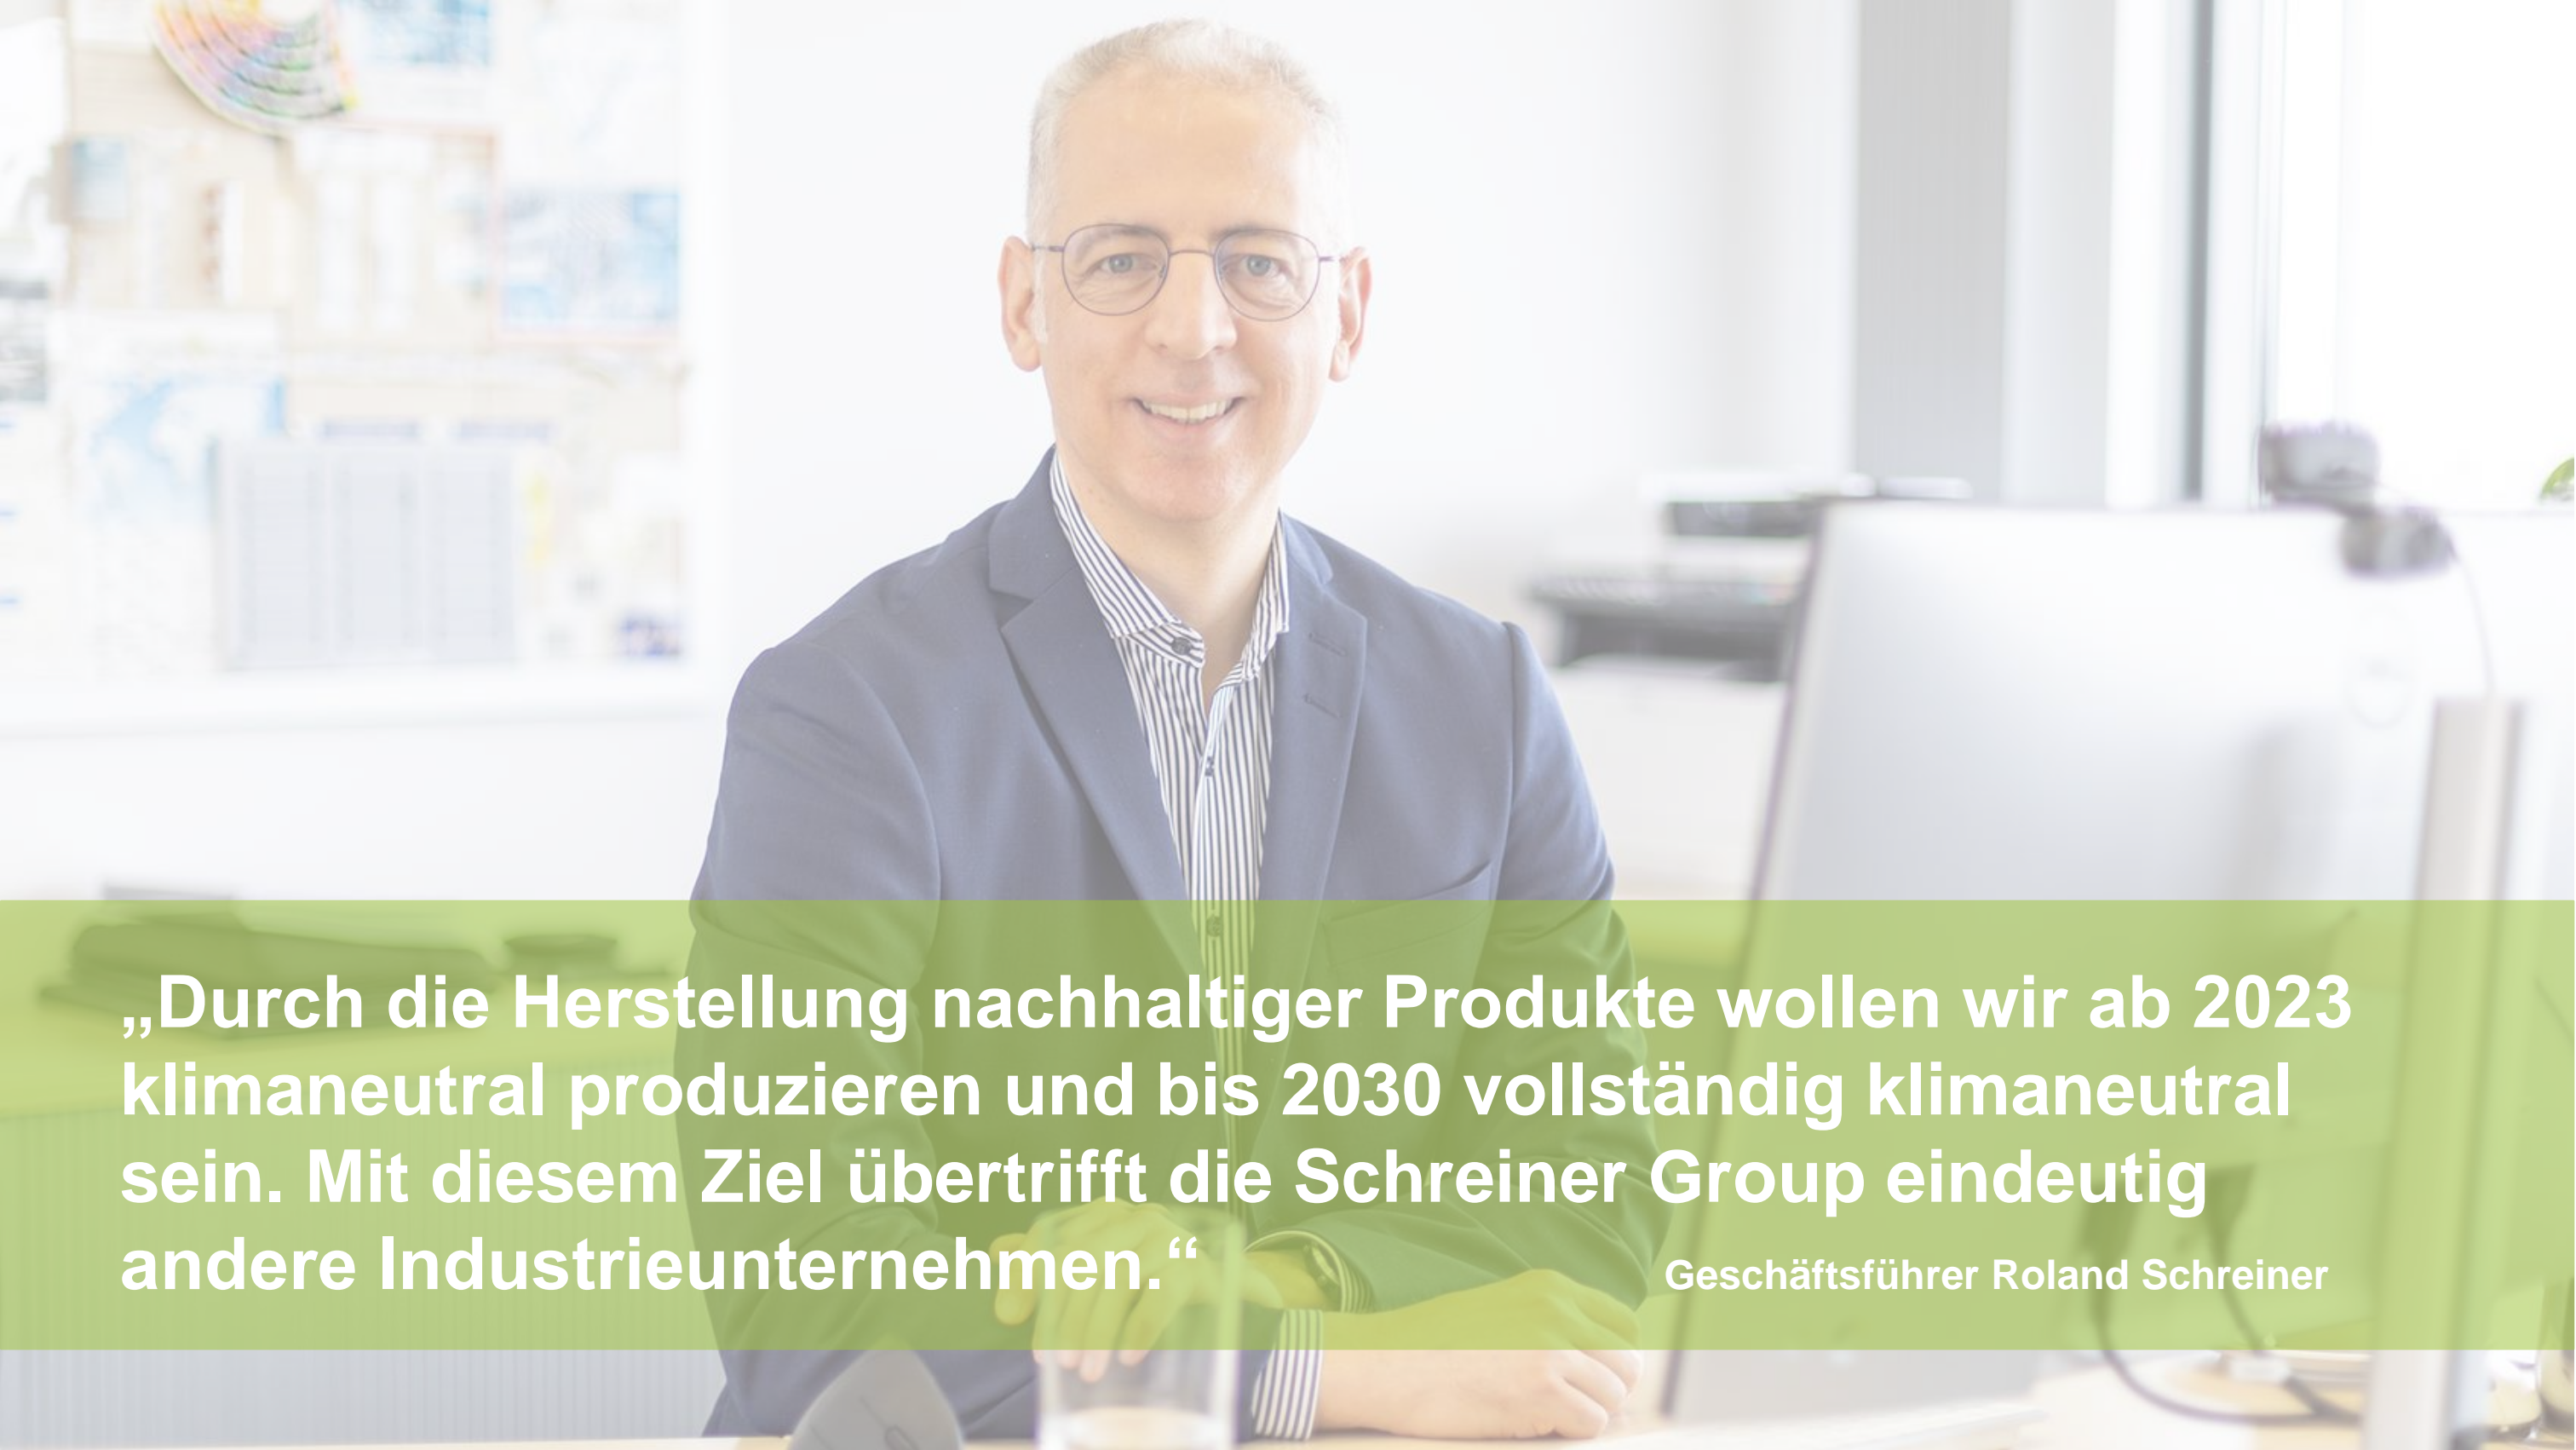 „Durch die Herstellung nachhaltiger Produkte wollen wir ab 2023
klimaneutral produzieren und bis 2030 vollständig klimaneutral
sein. Mit diesem Ziel übertrifft die Schreiner Group eindeutig
andere Industrieunternehmen.“
Geschäftsführer Roland Schreiner